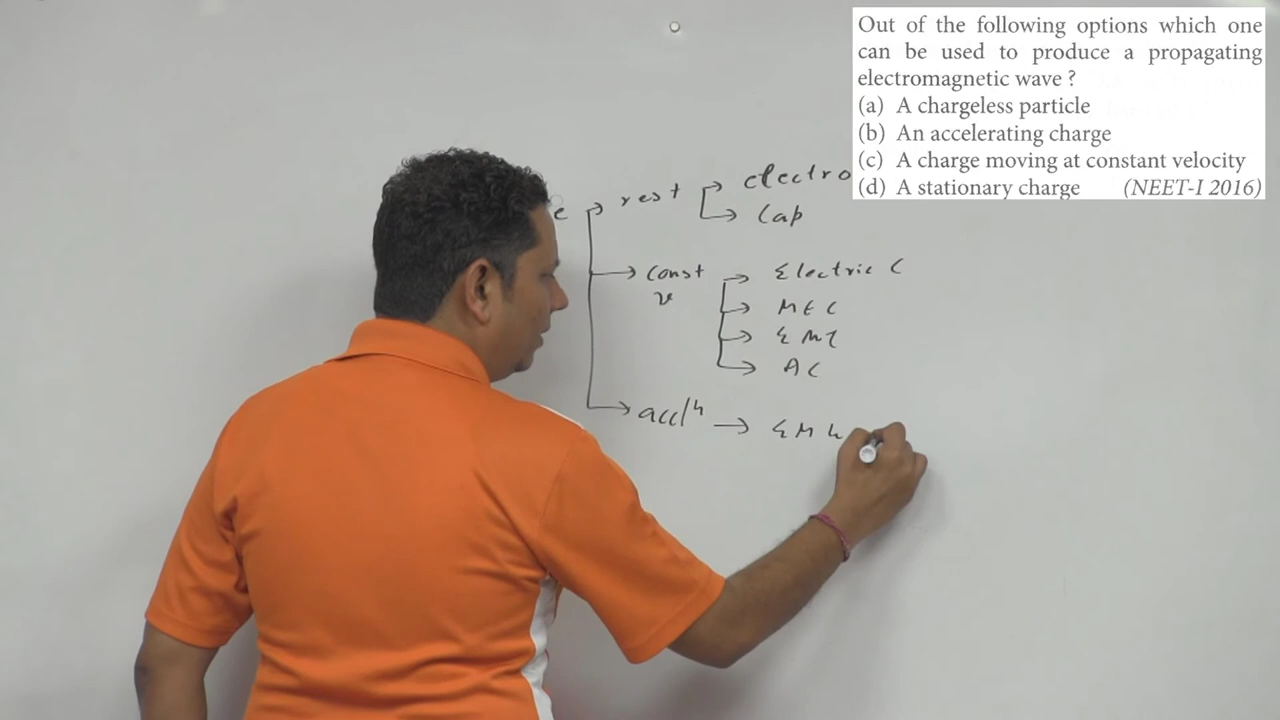 Out of the following options which one
can be used to produce a propagating
electromagnetic wave ?
(a) A chargeless particle
(b) An accelerating charge
(c) A charge moving at constant velocity
(d) A stationary charge (NEET-I 2016)
e → rest → electro
→ Cap
→ const v → Electric C
→ MEC
→ EMI
→ AC
→ accl^n → EM